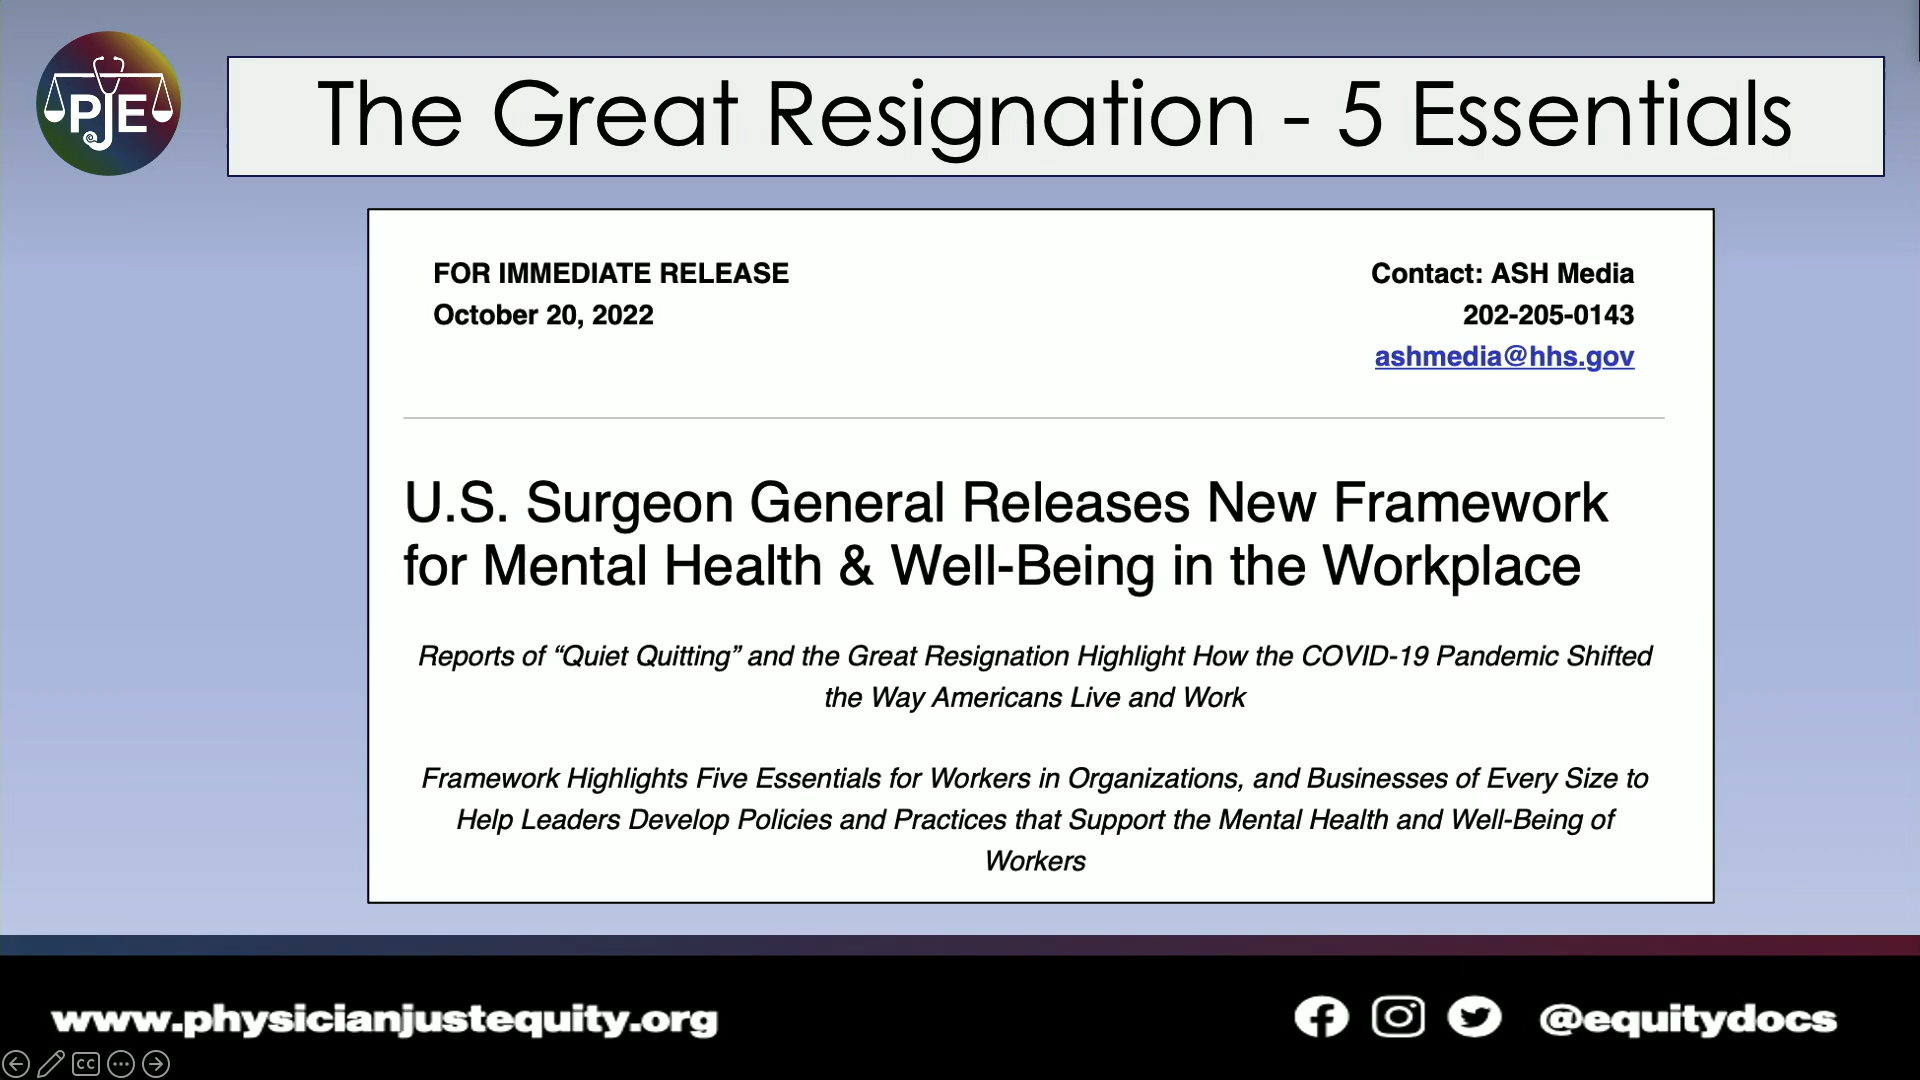 PJE
The Great Resignation - 5 Essentials
FOR IMMEDIATE RELEASE
October 20, 2022
Contact: ASH Media
202-205-0143
ashmedia@hhs.gov
U.S. Surgeon General Releases New Framework
for Mental Health & Well-Being in the Workplace
Reports of “Quiet Quitting” and the Great Resignation Highlight How the COVID-19 Pandemic Shifted
the Way Americans Live and Work
Framework Highlights Five Essentials for Workers in Organizations, and Businesses of Every Size to
Help Leaders Develop Policies and Practices that Support the Mental Health and Well-Being of
Workers
www.physicianjustequity.org
@equitydocs
CC